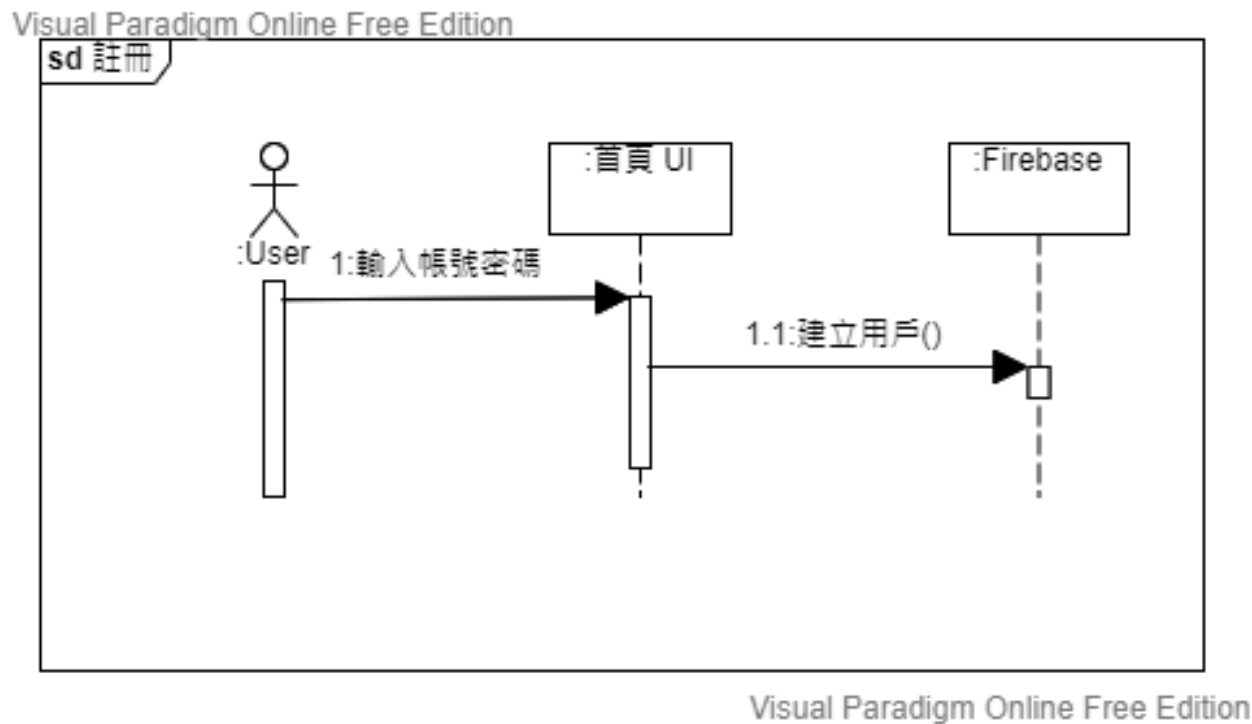 Visual Paradigm Online Free Edition
sd 註冊
:User
:首頁 UI
:Firebase
1:輸入帳號密碼
1.1:建立用戶()
Visual Paradigm Online Free Edition